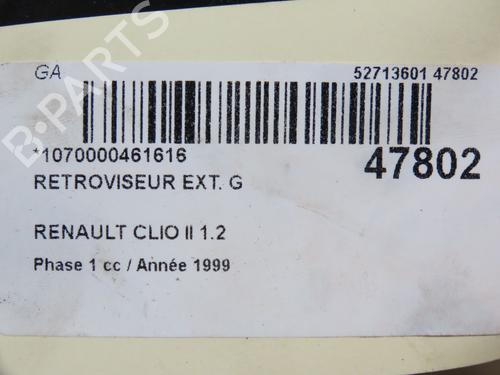 GA
52713601 47802
*1070000461616
47802
RETROVISEUR EXT. G
RENAULT CLIO II 1.2
Phase 1 cc / Année 1999
B-PARTS